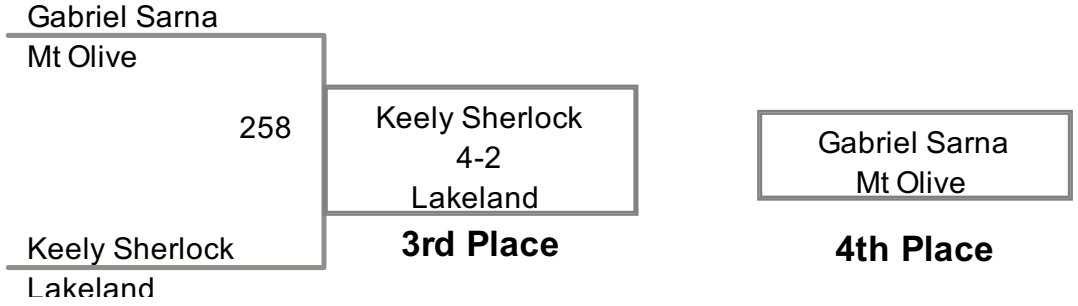 Gabriel Sarna
Mt Olive
258
Keely Sherlock
Lakeland
Keely Sherlock
4-2
Lakeland
3rd Place
Gabriel Sarna
Mt Olive
4th Place